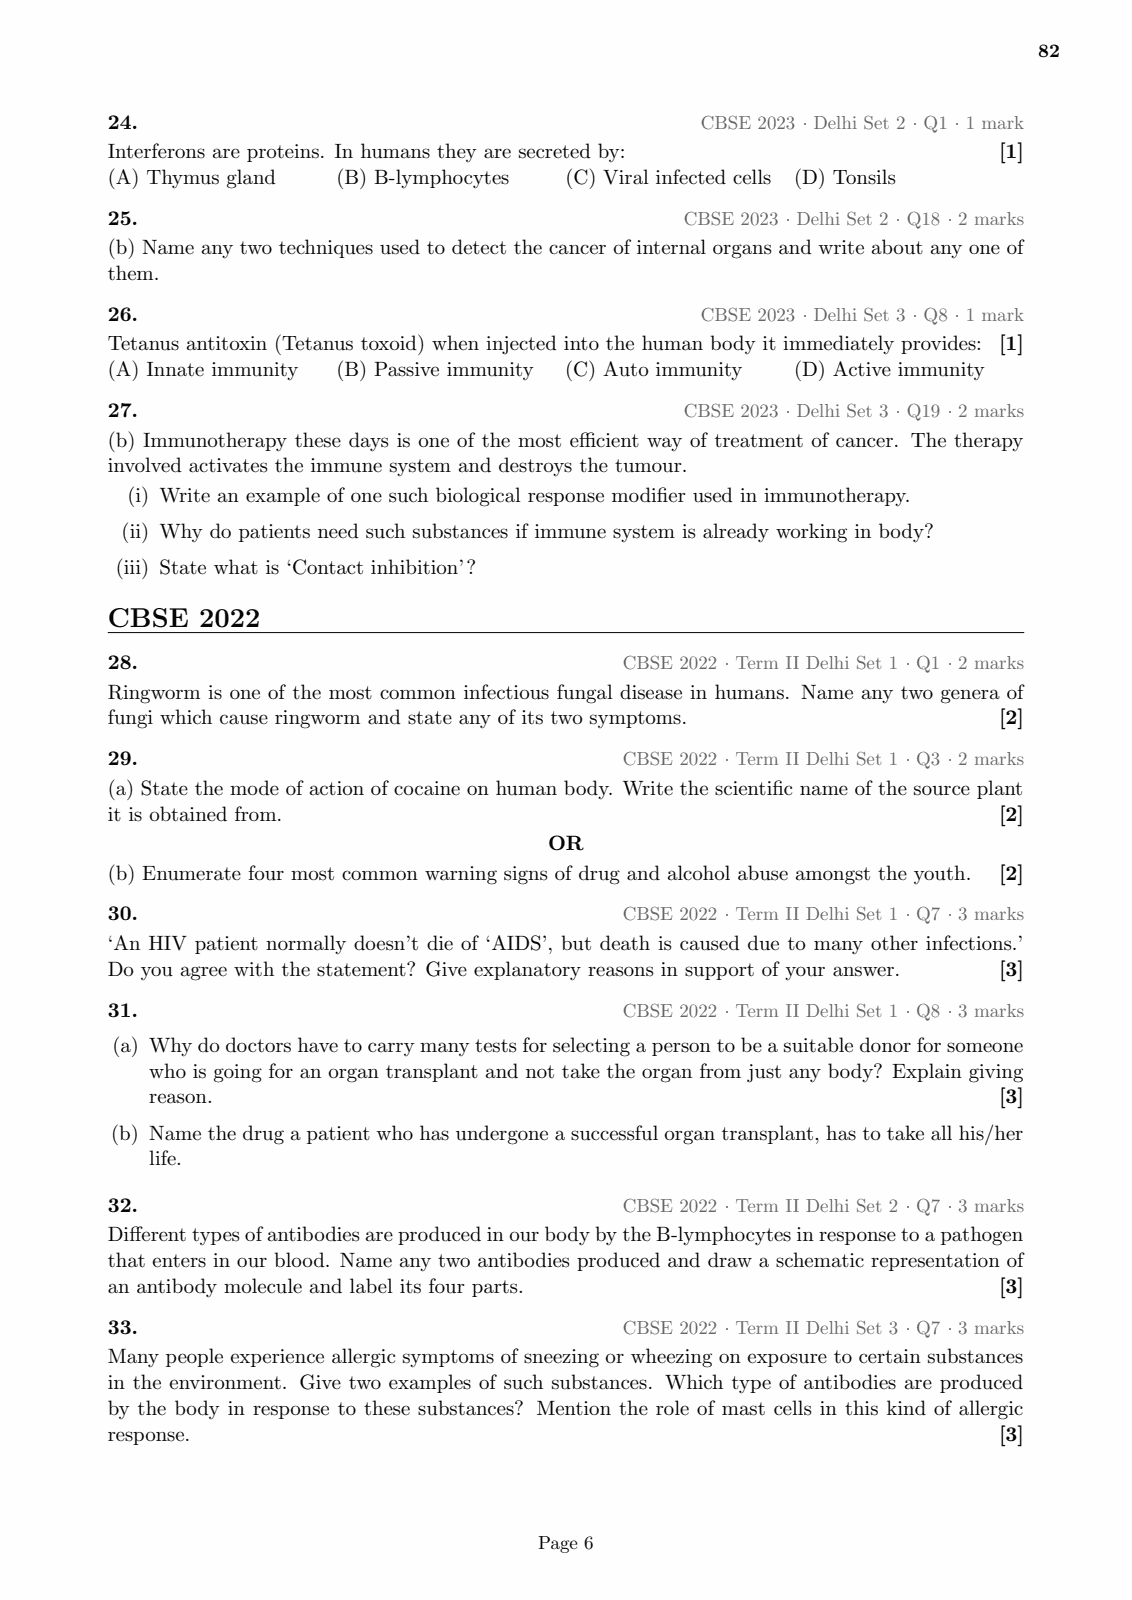 82
24. CBSE 2023 · Delhi Set 2 · Q1 · 1 mark
Interferons are proteins. In humans they are secreted by: [1]
(A) Thymus gland (B) B-lymphocytes (C) Viral infected cells (D) Tonsils
25. CBSE 2023 · Delhi Set 2 · Q18 · 2 marks
(b) Name any two techniques used to detect the cancer of internal organs and write about any one of
them.
26. CBSE 2023 · Delhi Set 3 · Q8 · 1 mark
Tetanus antitoxin (Tetanus toxoid) when injected into the human body it immediately provides: [1]
(A) Innate immunity (B) Passive immunity (C) Auto immunity (D) Active immunity
27. CBSE 2023 · Delhi Set 3 · Q19 · 2 marks
(b) Immunotherapy these days is one of the most efficient way of treatment of cancer. The therapy
involved activates the immune system and destroys the tumour.
(i) Write an example of one such biological response modifier used in immunotherapy.
(ii) Why do patients need such substances if immune system is already working in body?
(iii) State what is ‘Contact inhibition’?
CBSE 2022
28. CBSE 2022 · Term II Delhi Set 1 · Q1 · 2 marks
Ringworm is one of the most common infectious fungal disease in humans. Name any two genera of
fungi which cause ringworm and state any of its two symptoms. [2]
29. CBSE 2022 · Term II Delhi Set 1 · Q3 · 2 marks
(a) State the mode of action of cocaine on human body. Write the scientific name of the source plant
it is obtained from. [2]
OR
(b) Enumerate four most common warning signs of drug and alcohol abuse amongst the youth. [2]
30. CBSE 2022 · Term II Delhi Set 1 · Q7 · 3 marks
‘An HIV patient normally doesn’t die of ‘AIDS’, but death is caused due to many other infections.’
Do you agree with the statement? Give explanatory reasons in support of your answer. [3]
31. CBSE 2022 · Term II Delhi Set 1 · Q8 · 3 marks
(a) Why do doctors have to carry many tests for selecting a person to be a suitable donor for someone
who is going for an organ transplant and not take the organ from just any body? Explain giving
reason. [3]
(b) Name the drug a patient who has undergone a successful organ transplant, has to take all his/her
life.
32. CBSE 2022 · Term II Delhi Set 2 · Q7 · 3 marks
Different types of antibodies are produced in our body by the B-lymphocytes in response to a pathogen
that enters in our blood. Name any two antibodies produced and draw a schematic representation of
an antibody molecule and label its four parts. [3]
33. CBSE 2022 · Term II Delhi Set 3 · Q7 · 3 marks
Many people experience allergic symptoms of sneezing or wheezing on exposure to certain substances
in the environment. Give two examples of such substances. Which type of antibodies are produced
by the body in response to these substances? Mention the role of mast cells in this kind of allergic
response. [3]
Page 6